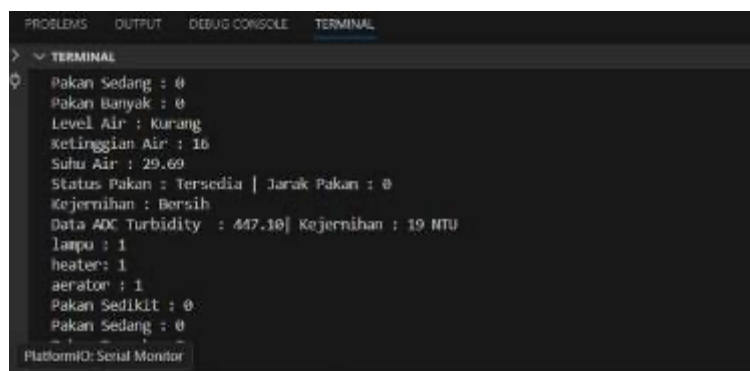 PROBLEMS OUTPUT DEBUG CONSOLE TERMINAL
TERMINAL
Pakan Sedang : 0
Pakan Banyak : 0
Level Air : Kurang
Ketinggian Air : 16
Suhu Air : 29.69
Status Pakan : Tersedia | Jarak Pakan : 0
Kejernihan : Bersih
Data ADC Turbidity : 447.10| Kejernihan : 19 NTU
lampu : 1
heater: 1
aerator : 1
Pakan Sedikit : 0
Pakan Sedang : 0
PlatformIO: Serial Monitor